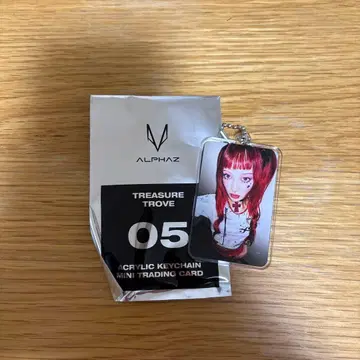 ALPHAZ
TREASURE
TROVE
05
ACRYLIC KEYCHAIN
MINI TRADING CARD